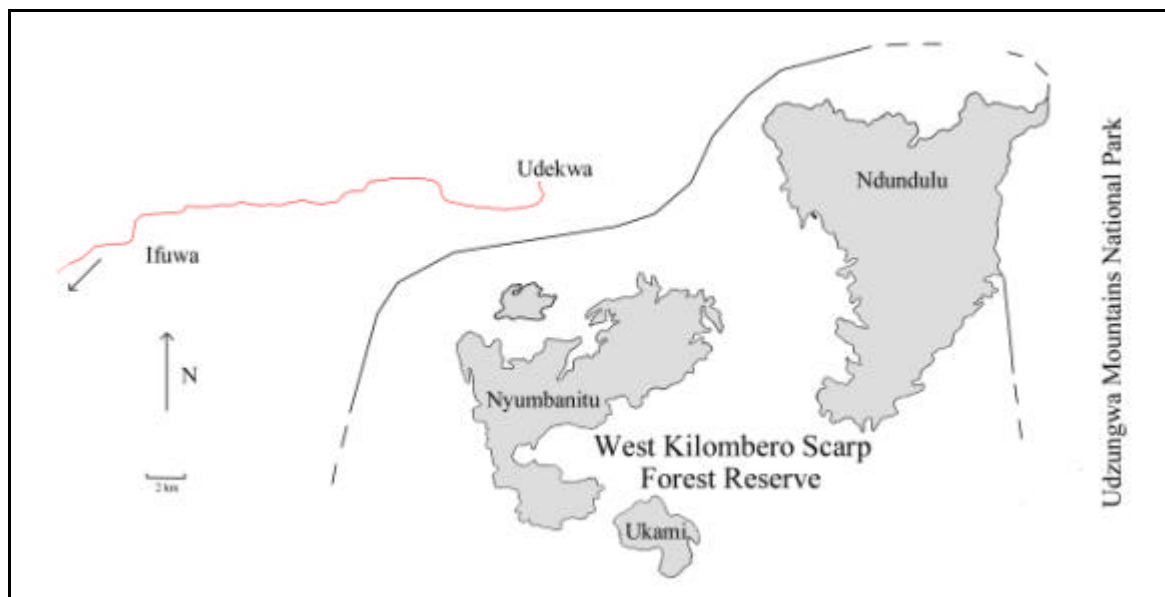 Udekwa
Ndundulu
Ifuwa
N
Nyumbanitu
West Kilombero Scarp
Forest Reserve
2 km
Ukami
Udzungwa Mountains National Park